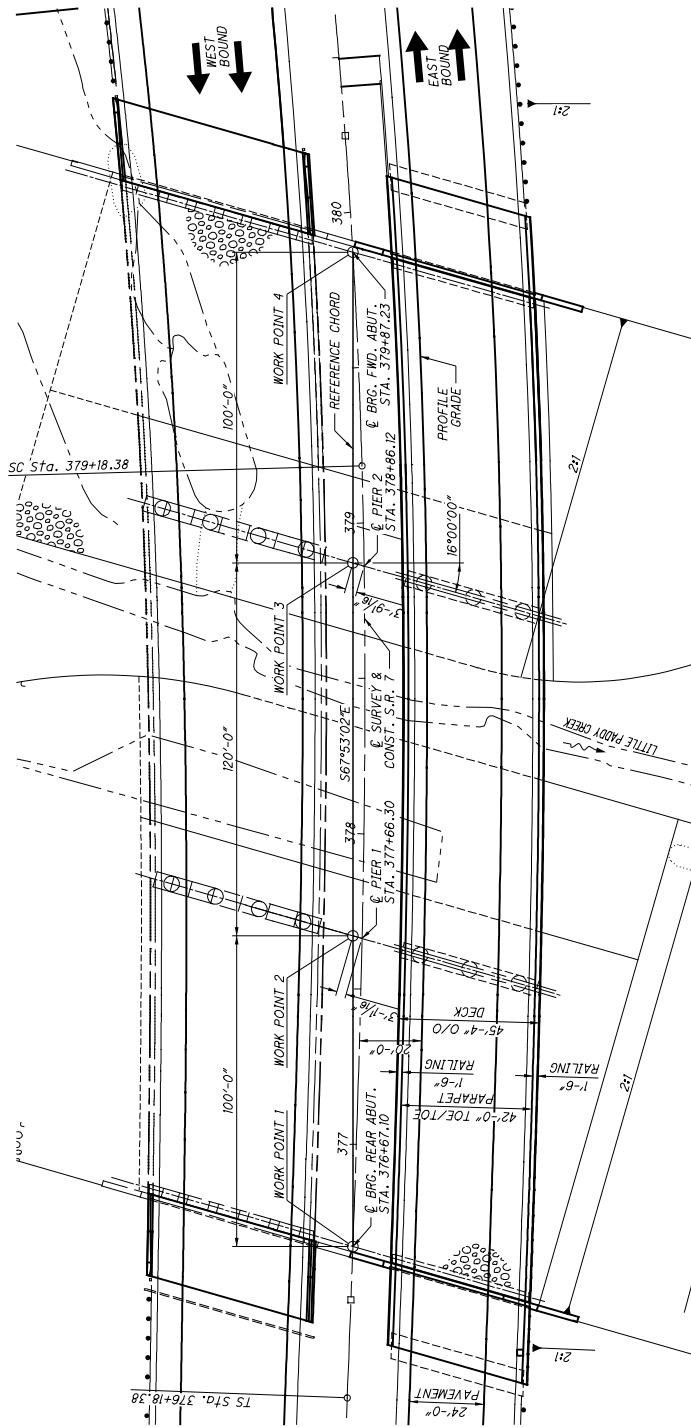 WEST
BOUND
EAST
BOUND
2:1
380
WORK POINT 4
REFERENCE CHORD
℄ BRG. FWD. ABUT.
STA. 379+87.23
PROFILE
GRADE
100'-0"
SC Sta. 379+18.38
379
℄ PIER 2
STA. 378+86.12
16°00'00"
2:1
WORK POINT 3
3'-9 1/16"
120'-0"
S67°53'02"E
℄ SURVEY &
CONST. S.R. 7
LITTLE PADDY CREEK
378
℄ PIER 1
STA. 377+66.30
WORK POINT 2
3'-1 1/16"
20'-0"
45'-4" O/O
DECK
1'-6"
RAILING
42'-0" TOE/TOE
PARAPET
1'-6"
RAILING
2:1
100'-0"
WORK POINT 1
377
℄ BRG. REAR ABUT.
STA. 376+67.10
2:1
TS Sta. 376+18.38
24'-0"
PAVEMENT